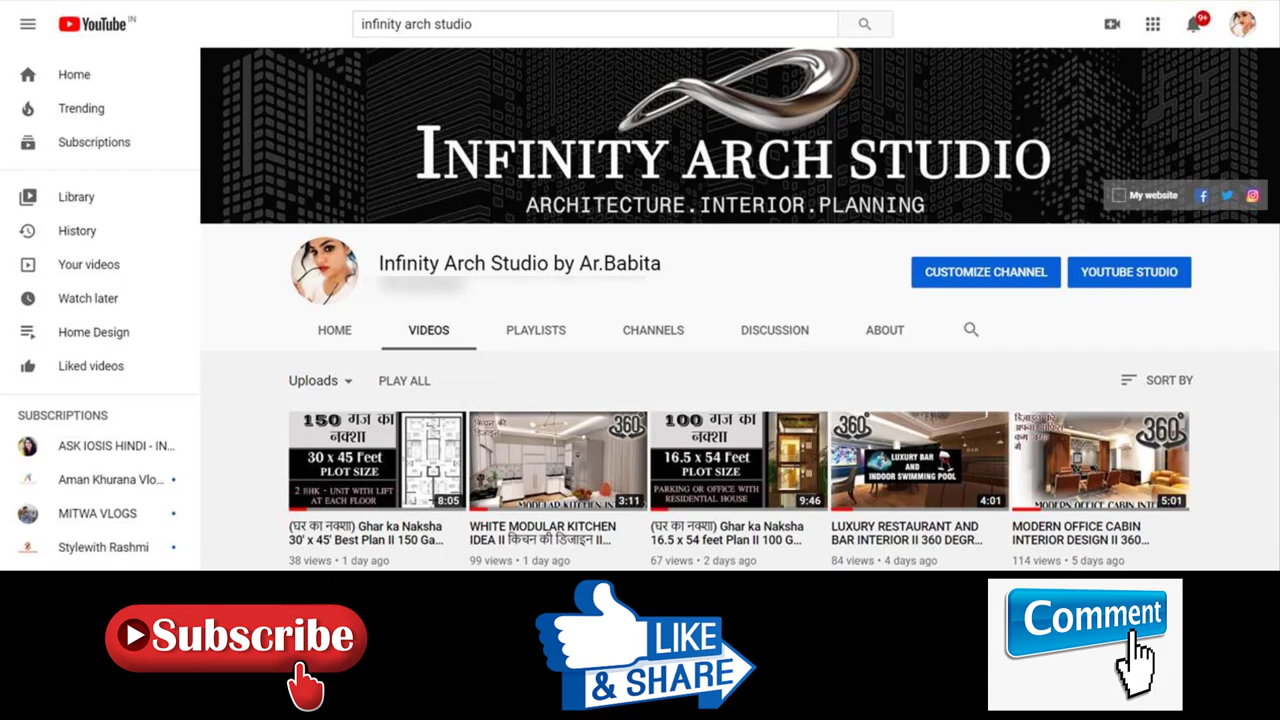 YouTube IN
infinity arch studio
9+
Home
Trending
Subscriptions
Library
History
Your videos
Watch later
Home Design
Liked videos
SUBSCRIPTIONS
ASK IOSIS HINDI - IN...
Aman Khurana Vlo...
MITWA VLOGS
Stylewith Rashmi
INFINITY ARCH STUDIO
ARCHITECTURE.INTERIOR.PLANNING
My website
Infinity Arch Studio by Ar.Babita
CUSTOMIZE CHANNEL
YOUTUBE STUDIO
HOME
VIDEOS
PLAYLISTS
CHANNELS
DISCUSSION
ABOUT
Uploads
PLAY ALL
SORT BY
150 गज का
नक्शा
30 x 45 Feet
PLOT SIZE
2 BHK - UNIT WITH LIFT
AT EACH FLOOR
8:05
(घर का नक्शा) Ghar ka Naksha
30' x 45' Best Plan II 150 Ga...
38 views • 1 day ago
किचन की
डिजाइन
360°
3:11
WHITE MODULAR KITCHEN
IDEA II किचन की डिजाइन II...
99 views • 1 day ago
100 गज का
नक्शा
16.5 x 54 Feet
PLOT SIZE
PARKING OR OFFICE WITH
RESIDENTIAL HOUSE
9:46
(घर का नक्शा) Ghar ka Naksha
16.5 x 54 feet Plan II 100 G...
67 views • 2 days ago
360°
LUXURY BAR
AND
INDOOR SWIMMING POOL
4:01
LUXURY RESTAURANT AND
BAR INTERIOR II 360 DEGR...
84 views • 4 days ago
360°
MODERN OFFICE CABIN INTERIOR
5:01
MODERN OFFICE CABIN
INTERIOR DESIGN II 360...
114 views • 5 days ago
Subscribe
LIKE
& SHARE
Comment